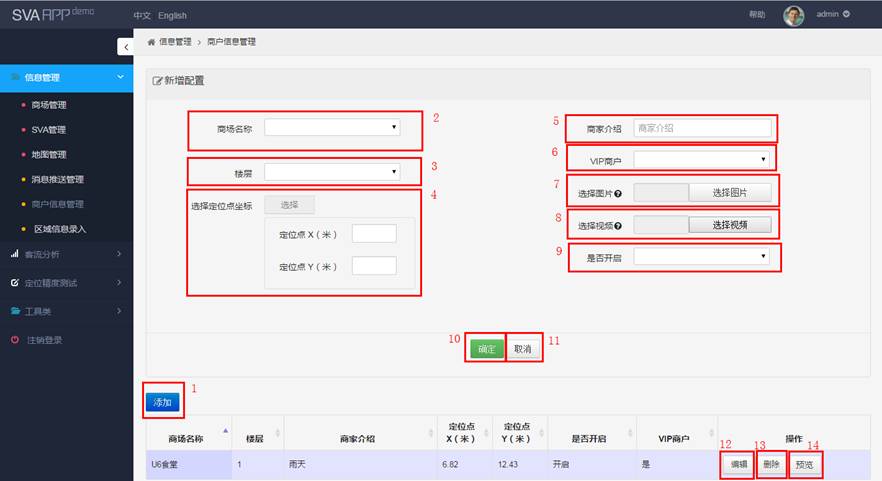 SVA APP demo
中文 English
帮助
admin
信息管理
商场管理
SVA管理
地图管理
消息推送管理
商户信息管理
区域信息录入
客流分析
定位精度测试
工具类
注销登录
信息管理 > 商户信息管理
新增配置
商场名称
2
楼层
3
选择定位点坐标 选择
4
定位点 X（米）
定位点 Y（米）
5
商家介绍 商家介绍
6
VIP商户
7
选择图片 选择图片
8
选择视频 选择视频
9
是否开启
10
确定
取消
11
添加
1
商场名称 楼层 商家介绍 定位点 X（米） 定位点 Y（米） 是否开启 VIP商户 操作
12 13 14
U6食堂 1 雨天 6.82 12.43 开启 是 编辑 删除 预览